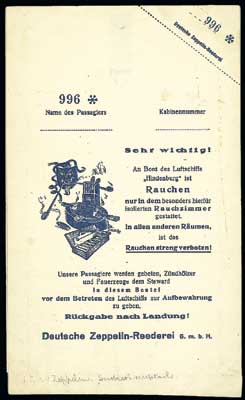 996 *
Deutsche Zeppelin-Reederei
996 *
Name des Passagiers
Kabinennummer
Sehr wichtig!
An Bord des Luftschiffs
„Hindenburg" ist
Rauchen
nur in dem besonders hierfür
isolierten Rauchzimmer
gestattet.
In allen anderen Räumen,
ist das
Rauchen streng verboten!
Unsere Passagiere werden gebeten, Zündhölzer
und Feuerzeuge dem Steward
in diesem Beutel
vor dem Betreten des Luftschiffs zur Aufbewahrung
zu geben.
Rückgabe nach Landung!
Deutsche Zeppelin-Reederei G. m. b. H.
Zeppelin